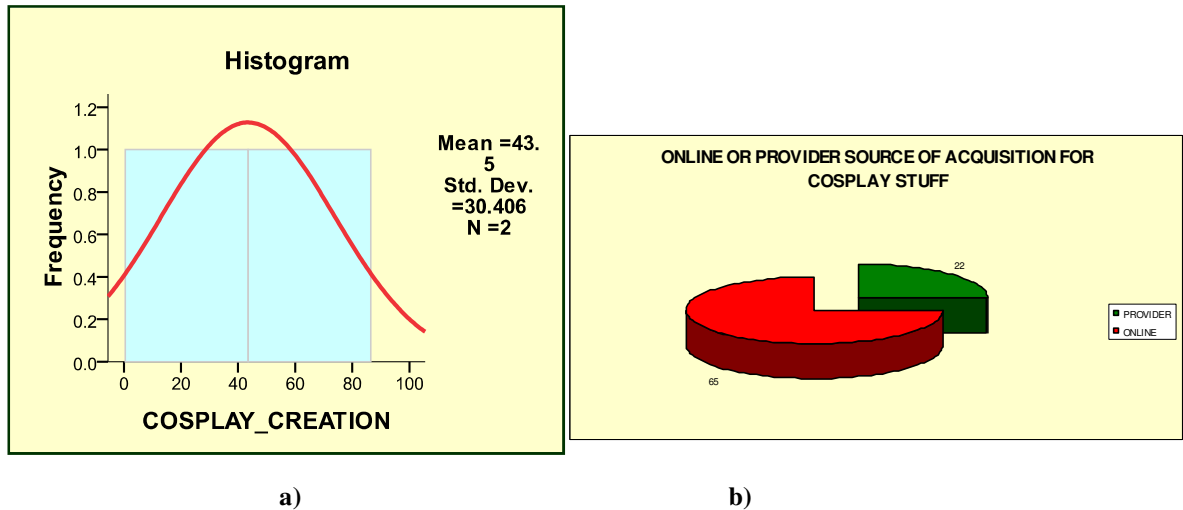 Histogram
Frequency
1.2
1.0
0.8
0.6
0.4
0.2
0.0
0 20 40 60 80 100
COSPLAY_CREATION
Mean =43.
5
Std. Dev.
=30.406
N =2
a)
ONLINE OR PROVIDER SOURCE OF ACQUISITION FOR
COSPLAY STUFF
22
65
PROVIDER
ONLINE
b)